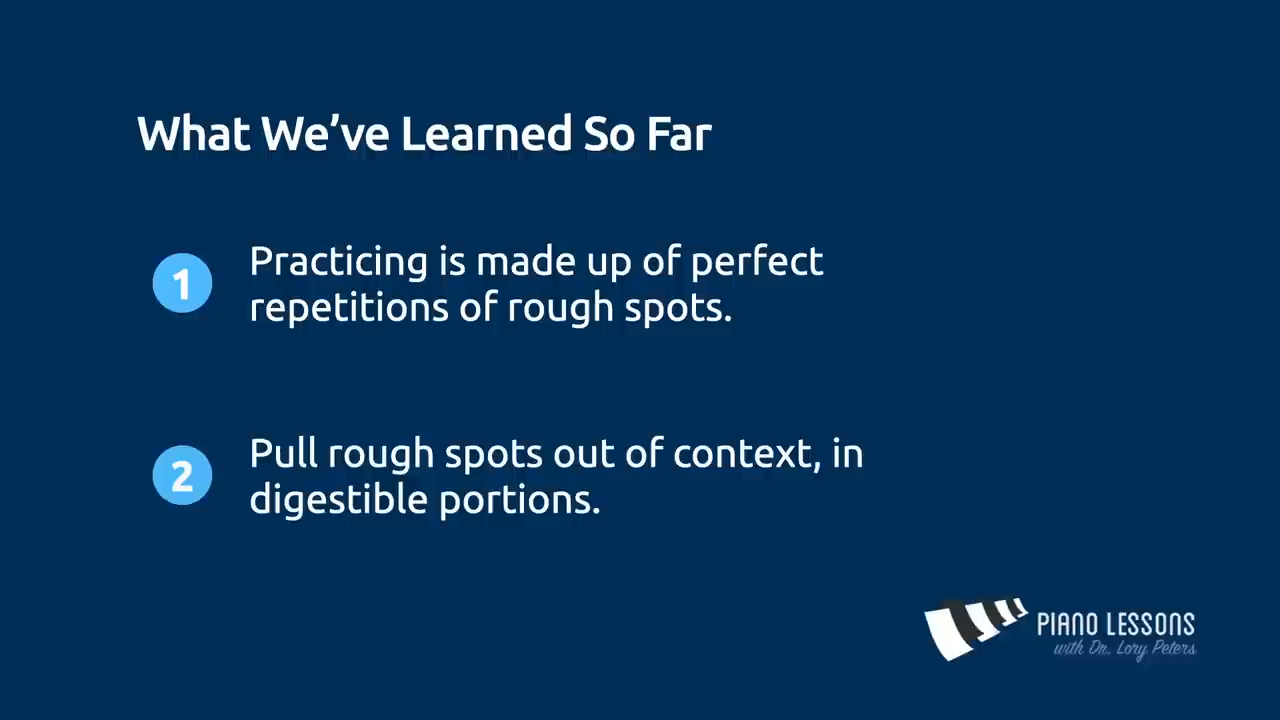 What We’ve Learned So Far
1
Practicing is made up of perfect
repetitions of rough spots.
2
Pull rough spots out of context, in
digestible portions.
PIANO LESSONS
with Dr. Lory Peters